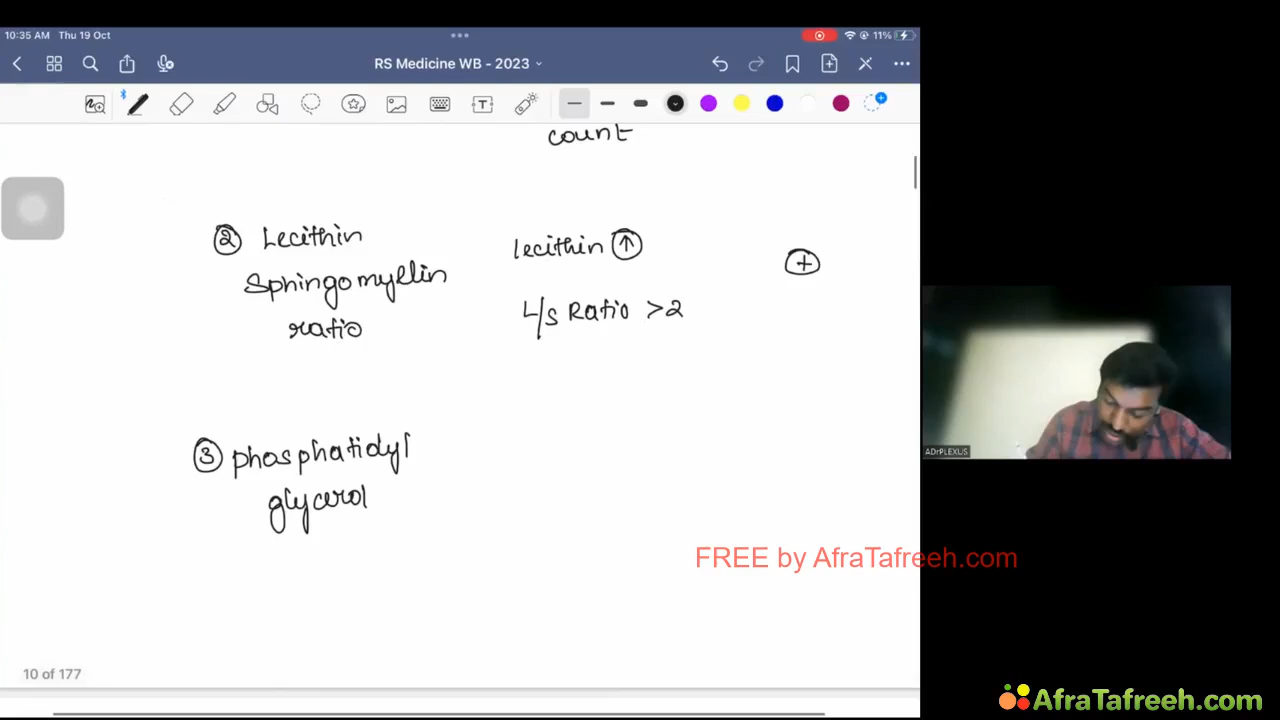 10:35 AM Thu 19 Oct
11%
RS Medicine WB - 2023
T
count
② Lecithin
Sphingomyllin
ratio
lecithin ↑
L/S Ratio >2
+
③ phosphatidyl
glycerol
ADrPLEXUS
FREE by AfraTafreeh.com
10 of 177
AfraTafreeh.com